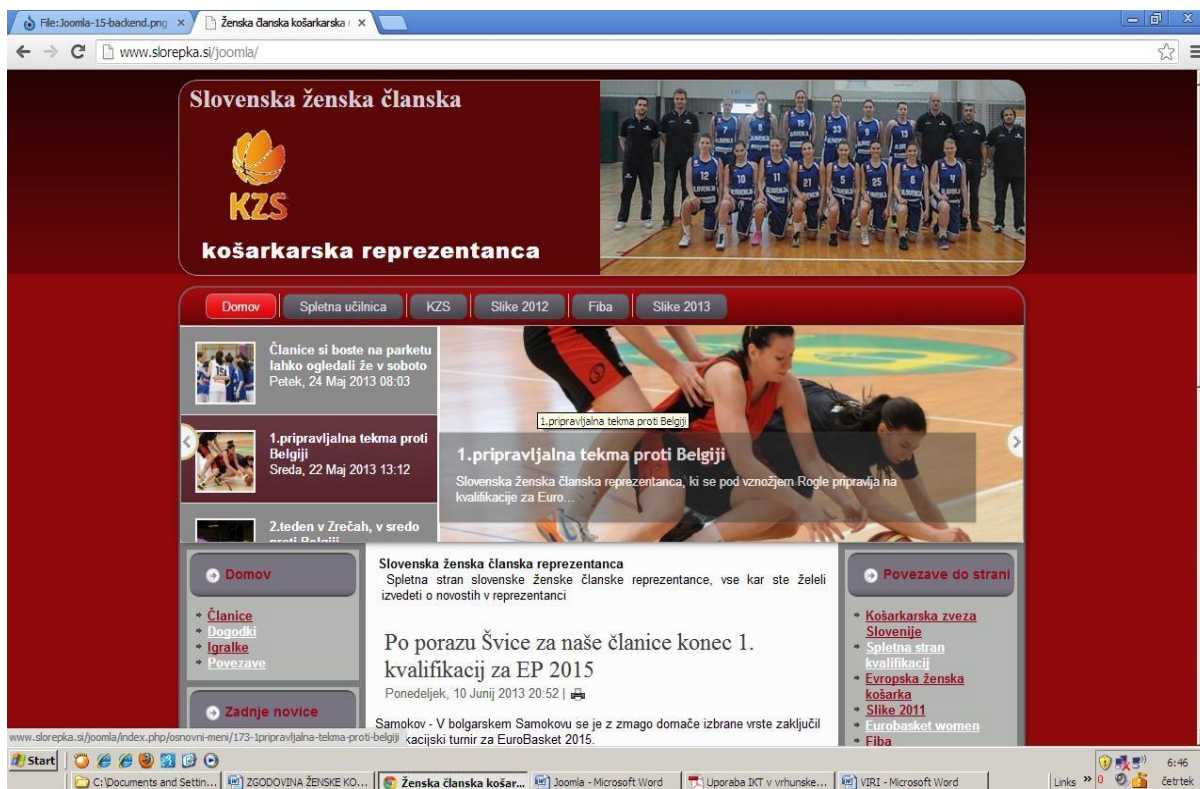 File:Joomla-15-backend.png
Ženska članska košarkarska r
www.slorepka.si/joomla/
Slovenska ženska članska
KZS
košarkarska reprezentanca
Domov
Spletna učilnica
KZS
Slike 2012
Fiba
Slike 2013
Članice si boste na parketu
lahko ogledali že v soboto
Petek, 24 Maj 2013 08:03
1.pripravljalna tekma proti
Belgiji
Sreda, 22 Maj 2013 13:12
2.teden v Zrečah, v sredo
proti Belgiji
1.pripravljalna tekma proti Belgiji
1.pripravljalna tekma proti Belgiji
Slovenska ženska članska reprezentanca, ki se pod vznožjem Rogle pripravlja na
kvalifikacije za Euro...
Domov
Članice
Dogodki
Igralke
Povezave
Zadnje novice
Slovenska ženska članska reprezentanca
Spletna stran slovenske ženske članske reprezentance, vse kar ste želeli
izvedeti o novostih v reprezentanci
Po porazu Švice za naše članice konec 1.
kvalifikacij za EP 2015
Ponedeljek, 10 Junij 2013 20:52 |
Samokov - V bolgarskem Samokovu se je z zmago domače izbrane vrste zaključil
kacijski turnir za EuroBasket 2015.
Povezave do strani
Košarkarska zveza
Slovenije
Spletna stran
kvalifikacij
Evropska ženska
košarka
Slike 2011
Eurobasket women
Fiba
www.slorepka.si/joomla/index.php/osnovni-meni/173-1pripravljalna-tekma-proti-belgiji
Start
C:\Documents and Settin...
ZGODOVINA ŽENSKE KO...
Ženska članska košar...
Joomla - Microsoft Word
Uporaba IKT v vrhunske...
VIRI - Microsoft Word
Links »
0
6:46
četrtek